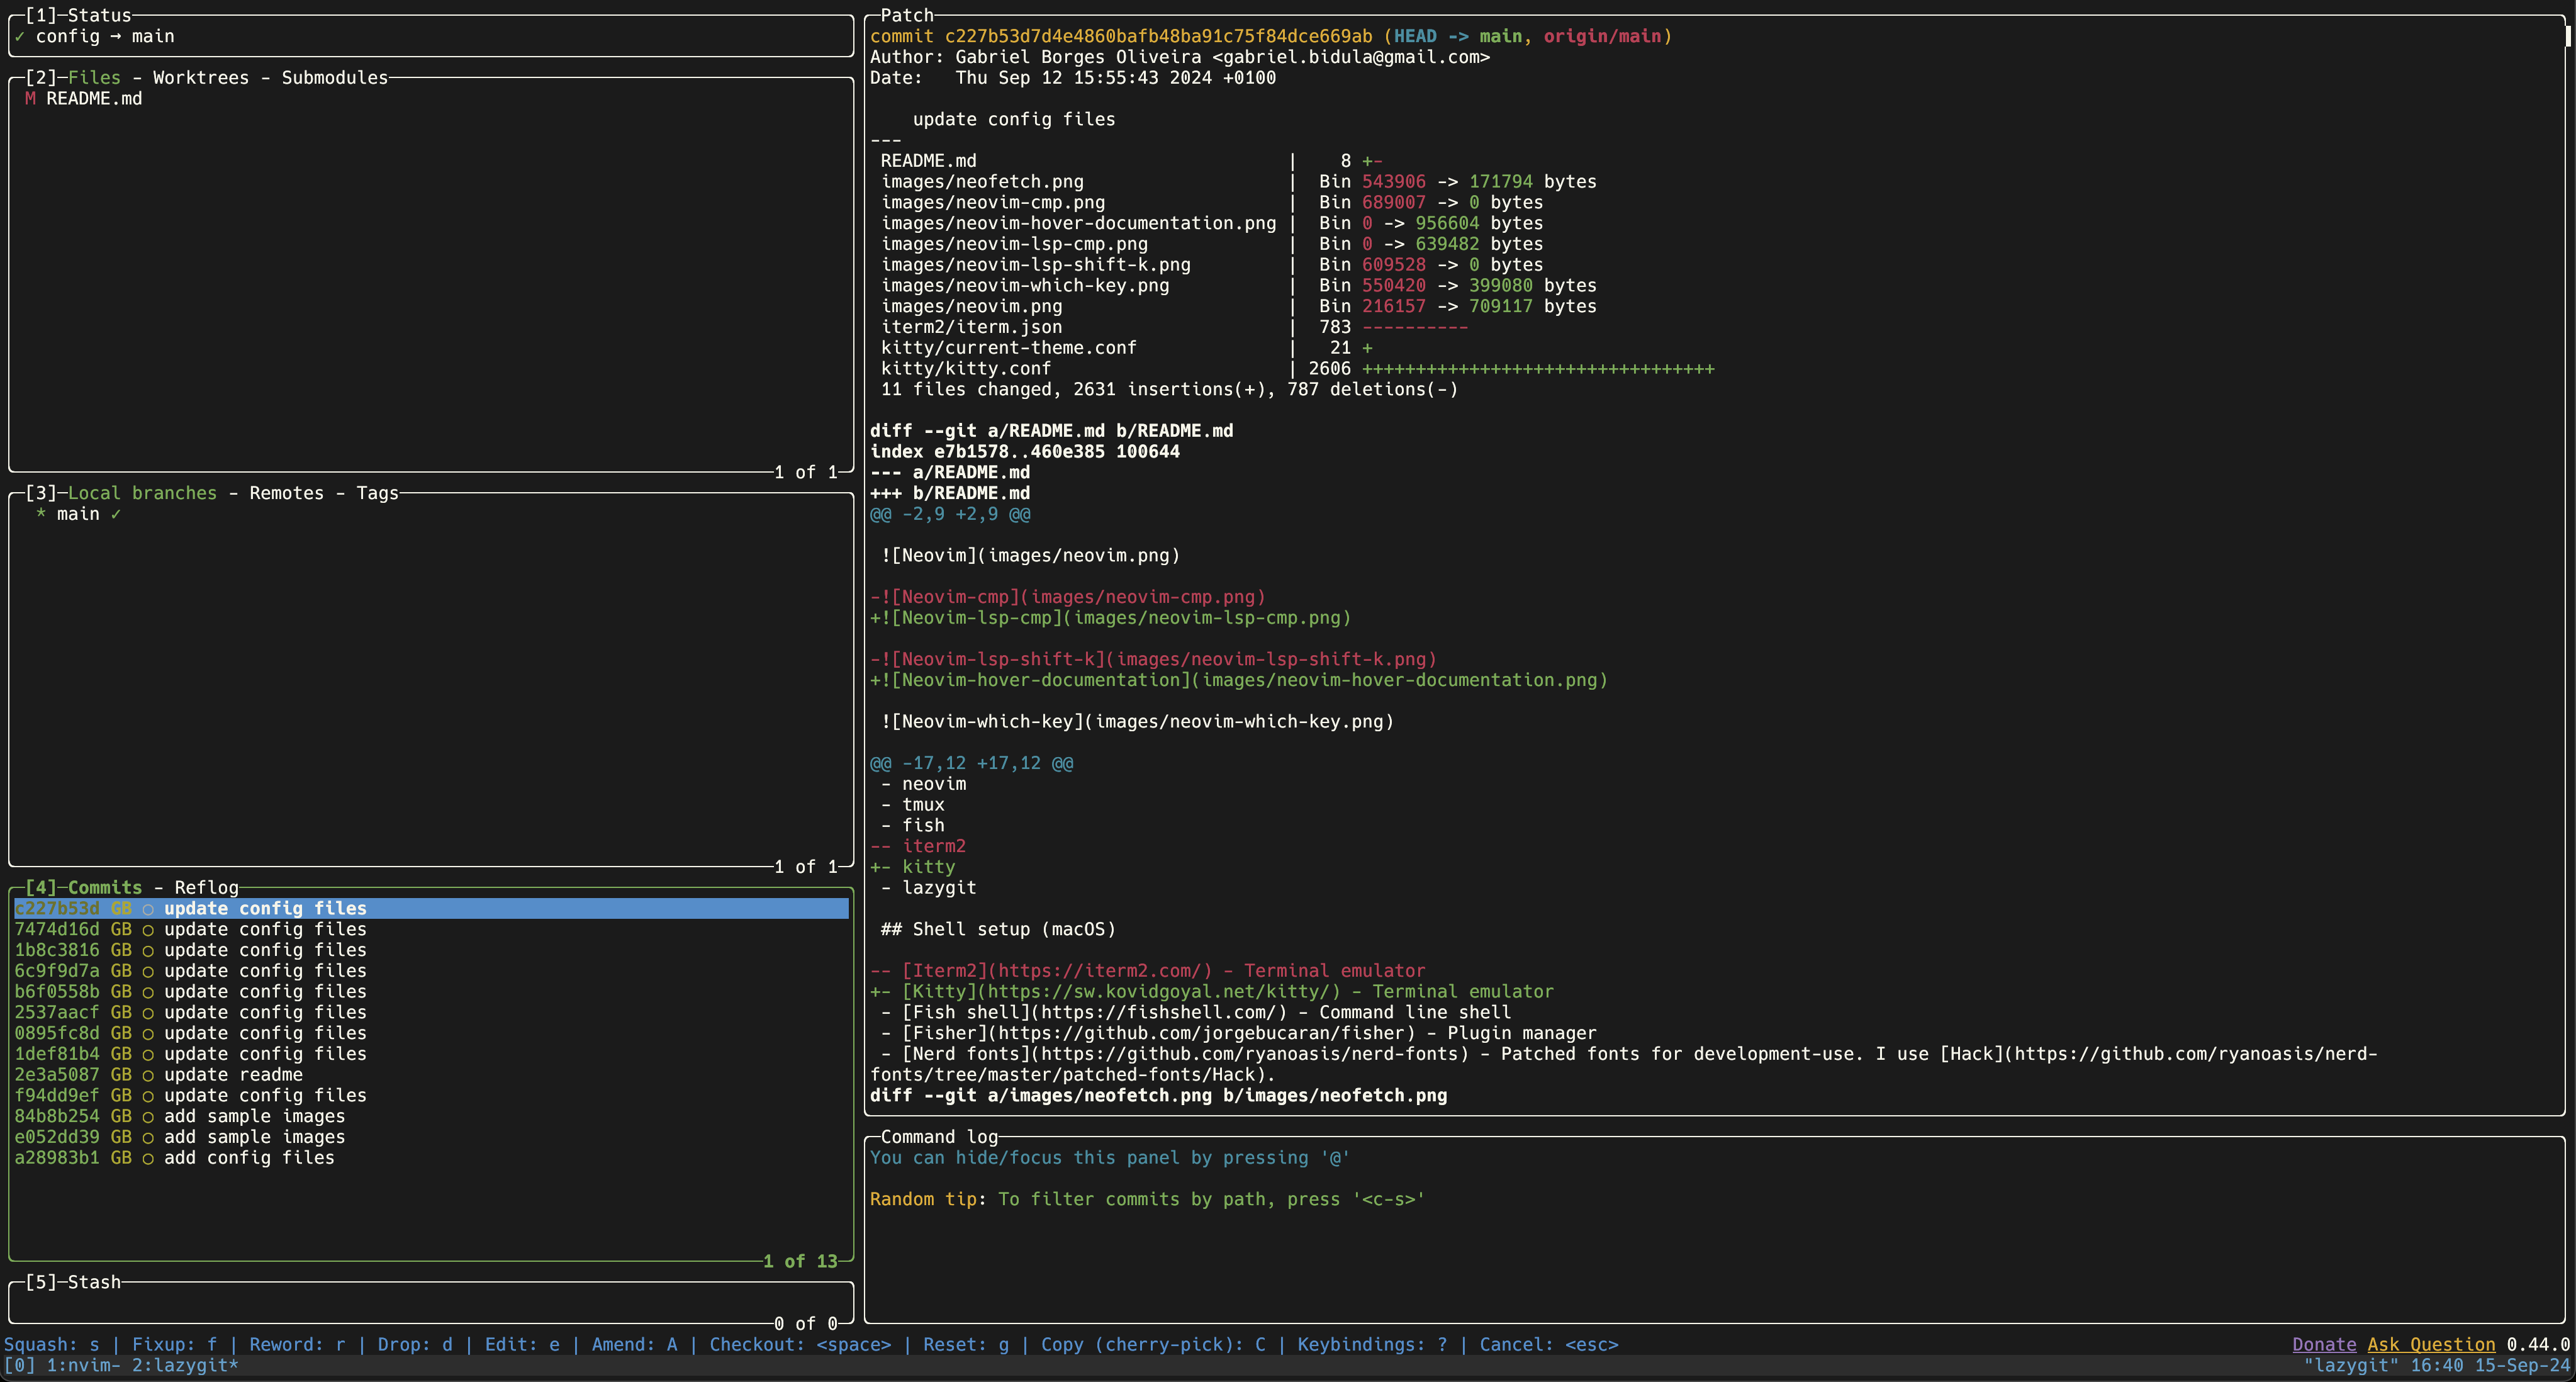 [1]-Status
✓ config → main
[2]-Files - Worktrees - Submodules
M README.md
1 of 1
[3]-Local branches - Remotes - Tags
* main ✓
1 of 1
[4]-Commits - Reflog
c227b53d GB ○ update config files
7474d16d GB ○ update config files
1b8c3816 GB ○ update config files
6c9f9d7a GB ○ update config files
b6f0558b GB ○ update config files
2537aacf GB ○ update config files
0895fc8d GB ○ update config files
1def81b4 GB ○ update config files
2e3a5087 GB ○ update readme
f94dd9ef GB ○ update config files
84b8b254 GB ○ add sample images
e052dd39 GB ○ add sample images
a28983b1 GB ○ add config files
1 of 13
[5]-Stash
0 of 0
Patch
commit c227b53d7d4e4860bafb48ba91c75f84dce669ab (HEAD -> main, origin/main)
Author: Gabriel Borges Oliveira <gabriel.bidula@gmail.com>
Date:   Thu Sep 12 15:55:43 2024 +0100
update config files
---
README.md | 8 +-
images/neofetch.png | Bin 543906 -> 171794 bytes
images/neovim-cmp.png | Bin 689007 -> 0 bytes
images/neovim-hover-documentation.png | Bin 0 -> 956604 bytes
images/neovim-lsp-cmp.png | Bin 0 -> 639482 bytes
images/neovim-lsp-shift-k.png | Bin 609528 -> 0 bytes
images/neovim-which-key.png | Bin 550420 -> 399080 bytes
images/neovim.png | Bin 216157 -> 709117 bytes
iterm2/iterm.json | 783 ----------
kitty/current-theme.conf | 21 +
kitty/kitty.conf | 2606 +++++++++++++++++++++++++++++++++
11 files changed, 2631 insertions(+), 787 deletions(-)
diff --git a/README.md b/README.md
index e7b1578..460e385 100644
--- a/README.md
+++ b/README.md
@@ -2,9 +2,9 @@
![Neovim](images/neovim.png)
-![Neovim-cmp](images/neovim-cmp.png)
+![Neovim-lsp-cmp](images/neovim-lsp-cmp.png)
-![Neovim-lsp-shift-k](images/neovim-lsp-shift-k.png)
+![Neovim-hover-documentation](images/neovim-hover-documentation.png)
![Neovim-which-key](images/neovim-which-key.png)
@@ -17,12 +17,12 @@
- neovim
- tmux
- fish
-- iterm2
+- kitty
- lazygit
## Shell setup (macOS)
-- [Iterm2](https://iterm2.com/) - Terminal emulator
+- [Kitty](https://sw.kovidgoyal.net/kitty/) - Terminal emulator
- [Fish shell](https://fishshell.com/) - Command line shell
- [Fisher](https://github.com/jorgebucaran/fisher) - Plugin manager
- [Nerd fonts](https://github.com/ryanoasis/nerd-fonts) - Patched fonts for development-use. I use [Hack](https://github.com/ryanoasis/nerd-
fonts/tree/master/patched-fonts/Hack).
diff --git a/images/neofetch.png b/images/neofetch.png
Command log
You can hide/focus this panel by pressing '@'
Random tip: To filter commits by path, press '<c-s>'
Squash: s | Fixup: f | Reword: r | Drop: d | Edit: e | Amend: A | Checkout: <space> | Reset: g | Copy (cherry-pick): C | Keybindings: ? | Cancel: <esc>
Donate Ask Question 0.44.0
[0] 1:nvim- 2:lazygit*
"lazygit" 16:40 15-Sep-24